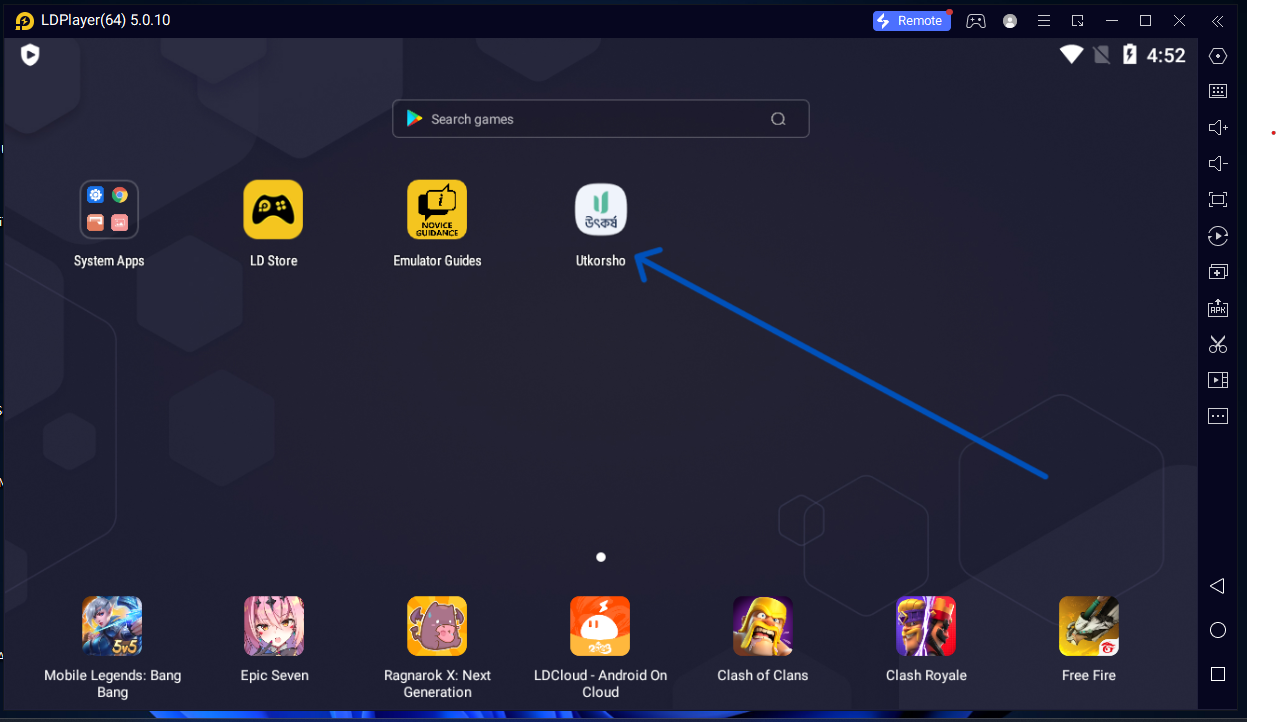 LDPlayer(64) 5.0.10
Remote
4:52
Search games
NOVICE
GUIDANCE
উৎকর্ষ
System Apps
LD Store
Emulator Guides
Utkorsho
APK
5v5
Mobile Legends: Bang
Bang
Epic Seven
Ragnarok X: Next
Generation
LDCloud - Android On
Cloud
Clash of Clans
Clash Royale
Free Fire